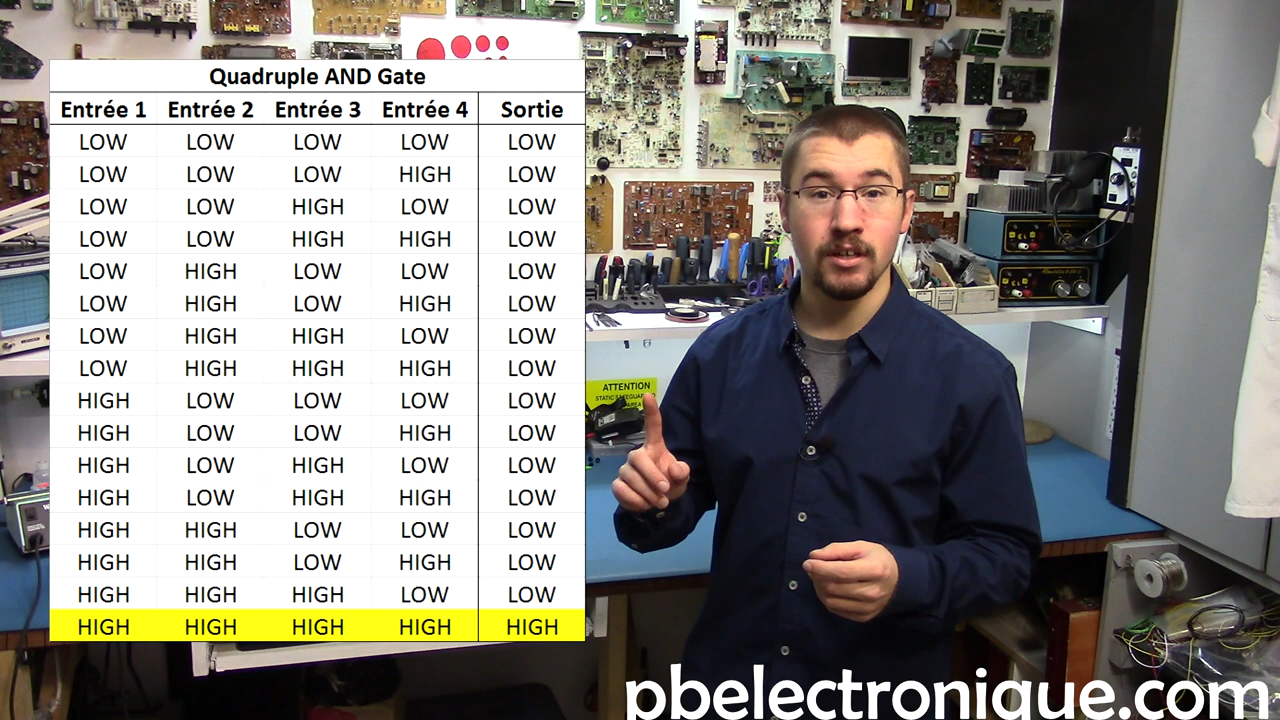 Quadruple AND Gate
Entrée 1 Entrée 2 Entrée 3 Entrée 4 Sortie
LOW LOW LOW LOW LOW
LOW LOW LOW HIGH LOW
LOW LOW HIGH LOW LOW
LOW LOW HIGH HIGH LOW
LOW HIGH LOW LOW LOW
LOW HIGH LOW HIGH LOW
LOW HIGH HIGH LOW LOW
LOW HIGH HIGH HIGH LOW
HIGH LOW LOW LOW LOW
HIGH LOW LOW HIGH LOW
HIGH LOW HIGH LOW LOW
HIGH LOW HIGH HIGH LOW
HIGH HIGH LOW LOW LOW
HIGH HIGH LOW HIGH LOW
HIGH HIGH HIGH LOW LOW
HIGH HIGH HIGH HIGH HIGH
ATTENTION
STATIC
AREA
pbelectronique.com